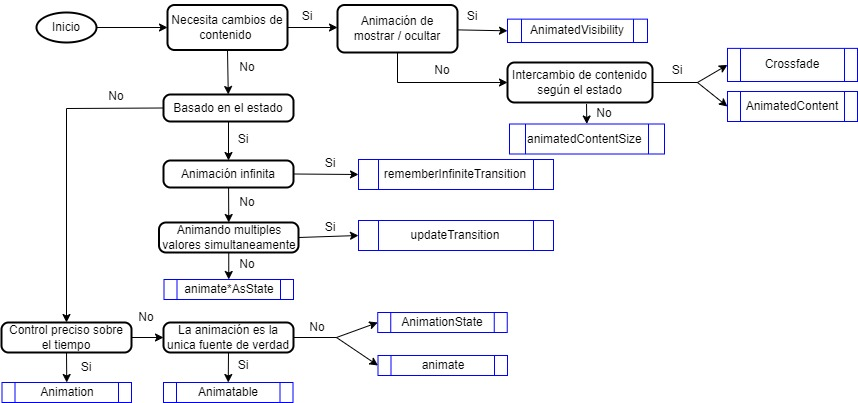 Inicio
Necesita cambios de
contenido
Si
Animación de
mostrar / ocultar
Si
AnimatedVisibility
No
No
Intercambio de contenido
según el estado
Si
Crossfade
AnimatedContent
No
animatedContentSize
No
Basado en el estado
Si
Animación infinita
Si
rememberInfiniteTransition
No
Animando multiples
valores simultaneamente
Si
updateTransition
No
animate*AsState
Control preciso sobre
el tiempo
No
La animación es la
unica fuente de verdad
No
AnimationState
animate
Si
Animation
Si
Animatable